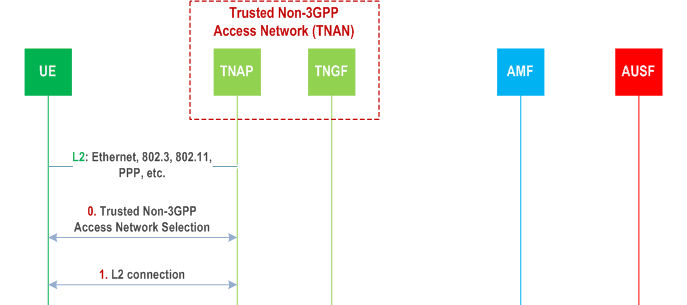 Trusted Non-3GPP
Access Network (TNAN)
UE
TNAP
TNGF
AMF
AUSF
L2: Ethernet, 802.3, 802.11,
PPP, etc.
0. Trusted Non-3GPP
Access Network Selection
1. L2 connection